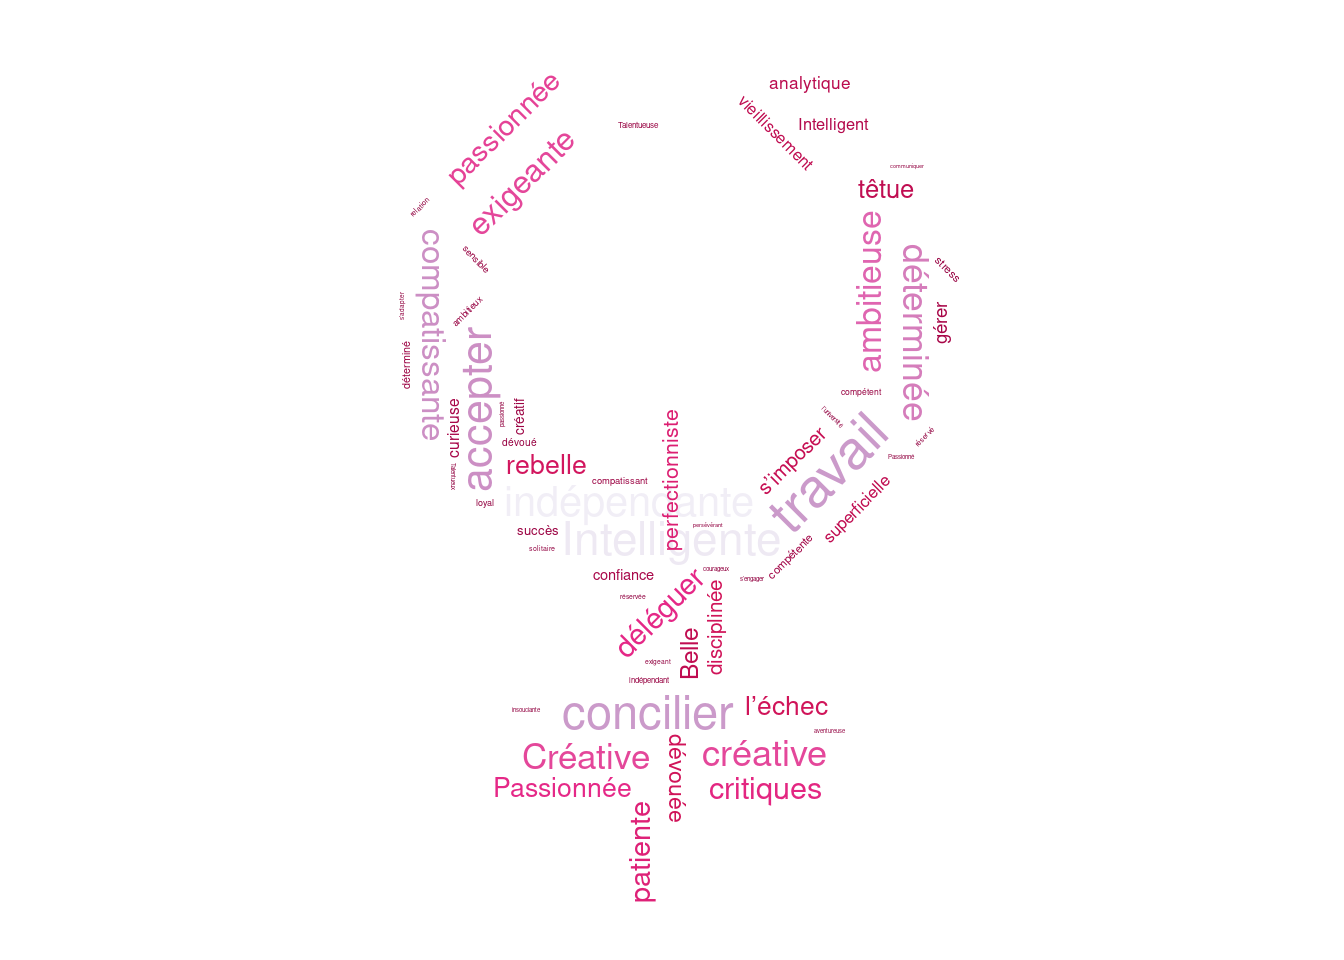 passionnée
analytique
vieillissement
Intelligent
Talentueuse
exigeante
communiquer
têtue
relation
ambitieuse
compatissante
déterminée
sensible
stress
s'adapter
ambitieux
gérer
accepter
déterminé
compétent
curieuse
passionné
créatif
l'université
perfectionniste
travail
s'imposer
réservé
dévoué
Passionné
rebelle
Talentueux
compatissant
superficielle
indépendante
loyal
persévérant
succès
Intelligente
solitaire
compétente
confiance
courageux
s'engager
déléguer
disciplinée
réservée
Belle
exigeant
indépendant
concilier
l'échec
insouciante
aventureuse
Créative
dévouée
créative
Passionnée
critiques
patiente